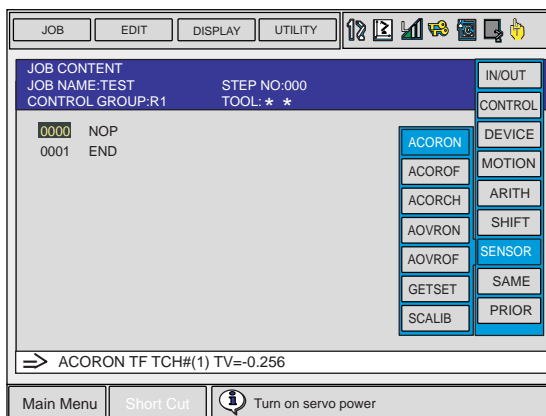 JOB EDIT DISPLAY UTILITY
JOB CONTENT
JOB NAME:TEST STEP NO:000
CONTROL GROUP:R1 TOOL: * *
0000 NOP
0001 END
ACORON
ACOROF
ACORCH
AOVRON
AOVROF
GETSET
SCALIB
IN/OUT
CONTROL
DEVICE
MOTION
ARITH
SHIFT
SENSOR
SAME
PRIOR
=> ACORON TF TCH#(1) TV=-0.256
Main Menu Short Cut Turn on servo power